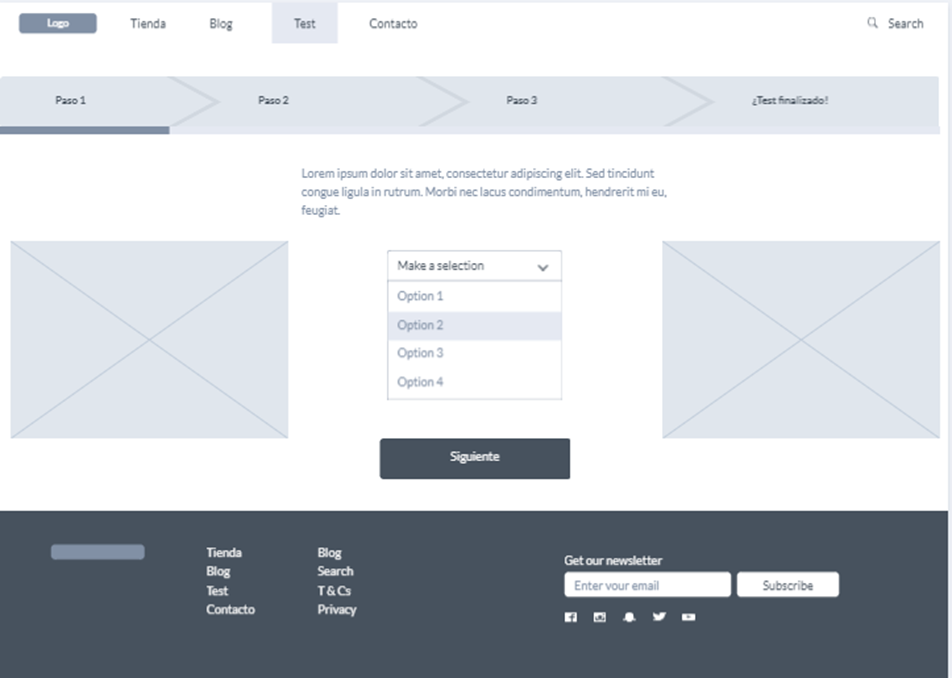 Logo Tienda Blog Test Contacto Search
Paso 1 Paso 2 Paso 3 ¿Test finalizado!
Lorem ipsum dolor sit amet, consectetur adipiscing elit. Sed tincidunt
congue ligula in rutrum. Morbi nec lacus condimentum, hendrerit mi eu,
feugiat.
Make a selection
Option 1
Option 2
Option 3
Option 4
Siguiente
Tienda
Blog
Test
Contacto
Blog
Search
T & Cs
Privacy
Get our newsletter
Enter your email Subscribe